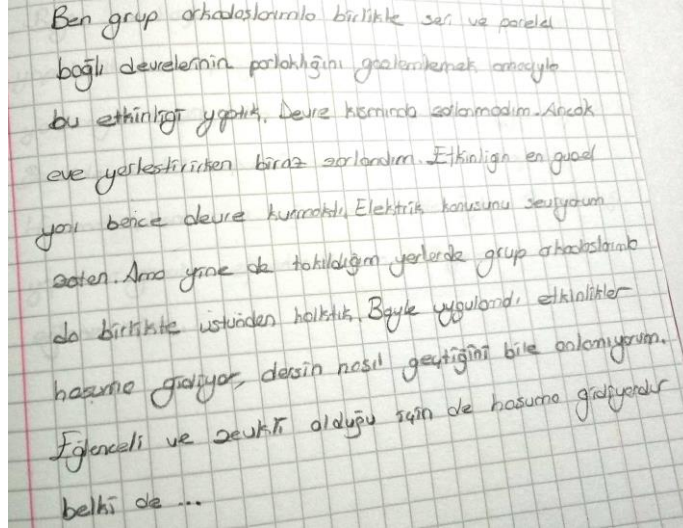 Ben grup arkadaşlarımla birlikte seri ve paralel
bağlı devrelerinin parlaklığını gözlemlemek amacıyla
bu etkinliği yaptık. Devre kısmında zorlanmadım. Ancak
eve yerleştirirken biraz zorlandım. Etkinliğin en güzel
yanı bence devre kurmaktı. Elektrik konusunu seviyorum
zaten. Ama yine de takıldığım yerlerde grup arkadaşlarımla
da birlikte üstünden halktık. Böyle uygulandı etkinlikler
hoşuma gidiyor, dersin nasıl geçtiğini bile anlamıyorum.
Eğlenceli ve zevkli olduğu için de hoşuma gidiyordur
belki de ...